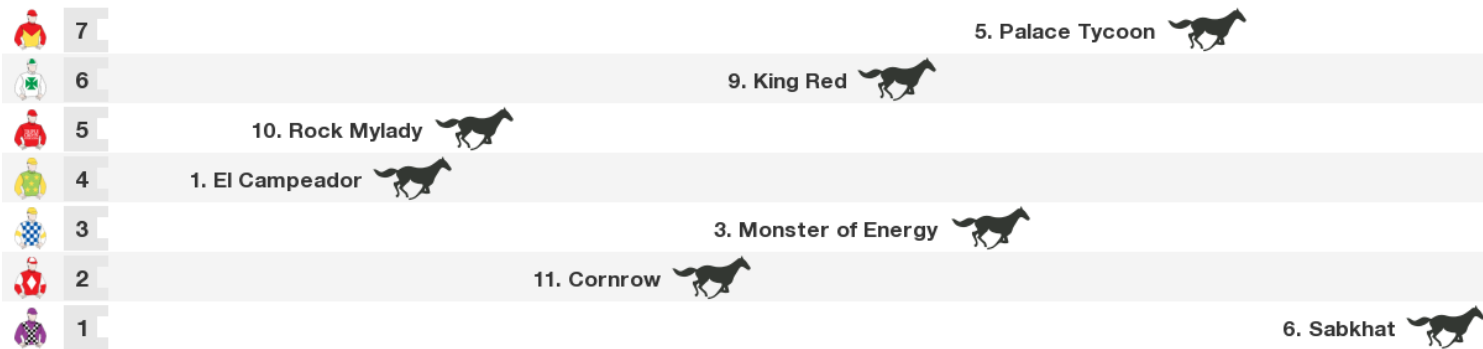 7 5. Palace Tycoon
6 9. King Red
5 10. Rock Mylady
4 1. El Campeador
3 3. Monster of Energy
2 11. Cornrow
1 6. Sabkhat